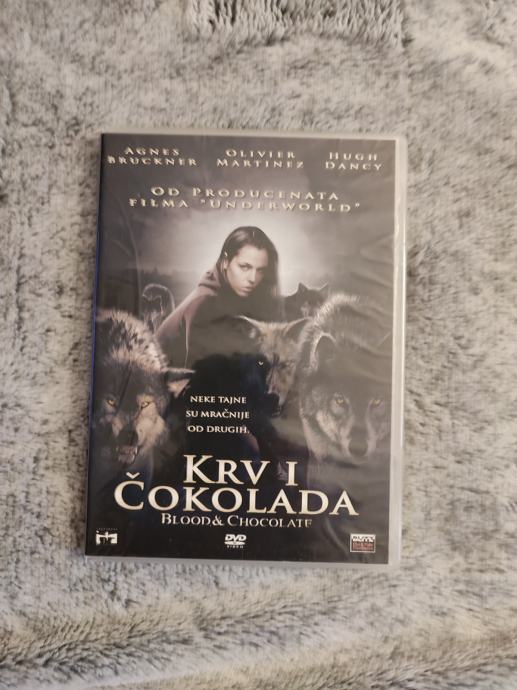 AGNES BRUCKNER
OLIVIER MARTINEZ
HUGH DANCY
OD PRODUCENATA
FILMA "UNDERWORLD"
NEKE TAJNE
SU MRAČNIJE
OD DRUGIH.
KRV I
ČOKOLADA
BLOOD & CHOCOLATE
DVD
VIDEO